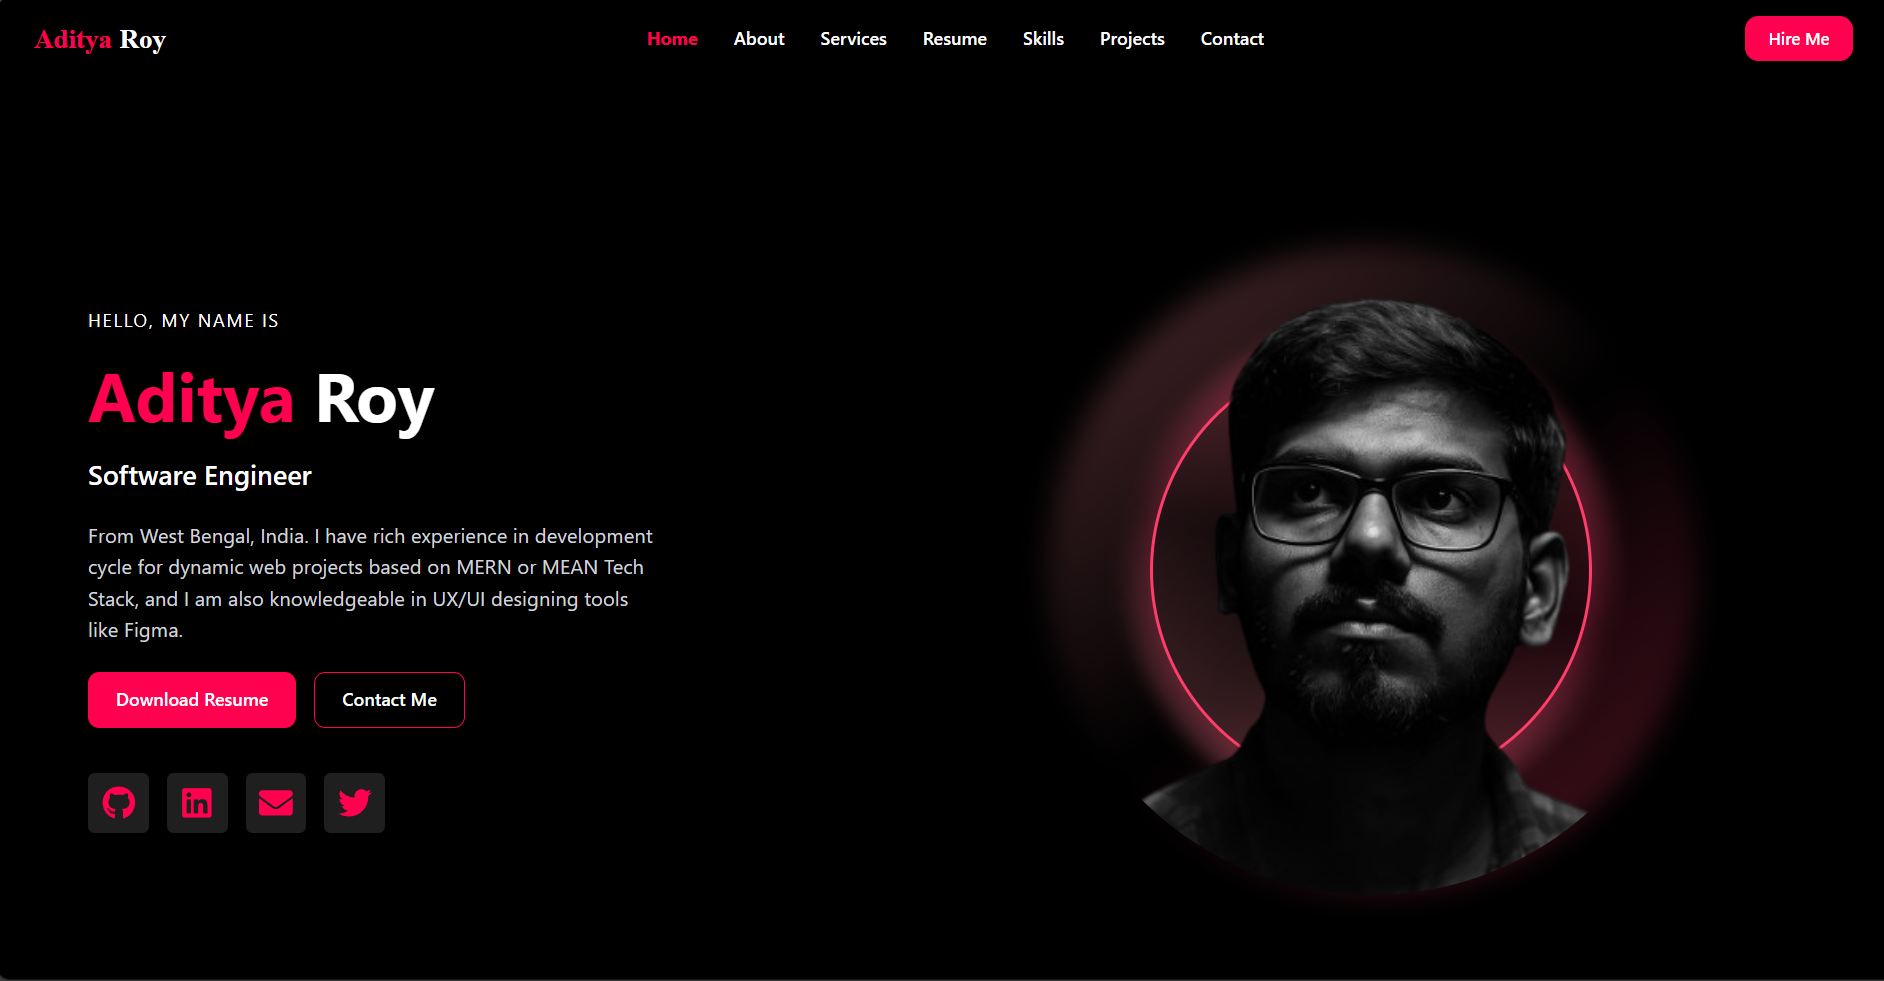 Aditya Roy
Home About Services Resume Skills Projects Contact
Hire Me
HELLO, MY NAME IS
Aditya Roy
Software Engineer
From West Bengal, India. I have rich experience in development
cycle for dynamic web projects based on MERN or MEAN Tech
Stack, and I am also knowledgeable in UX/UI designing tools
like Figma.
Download Resume Contact Me